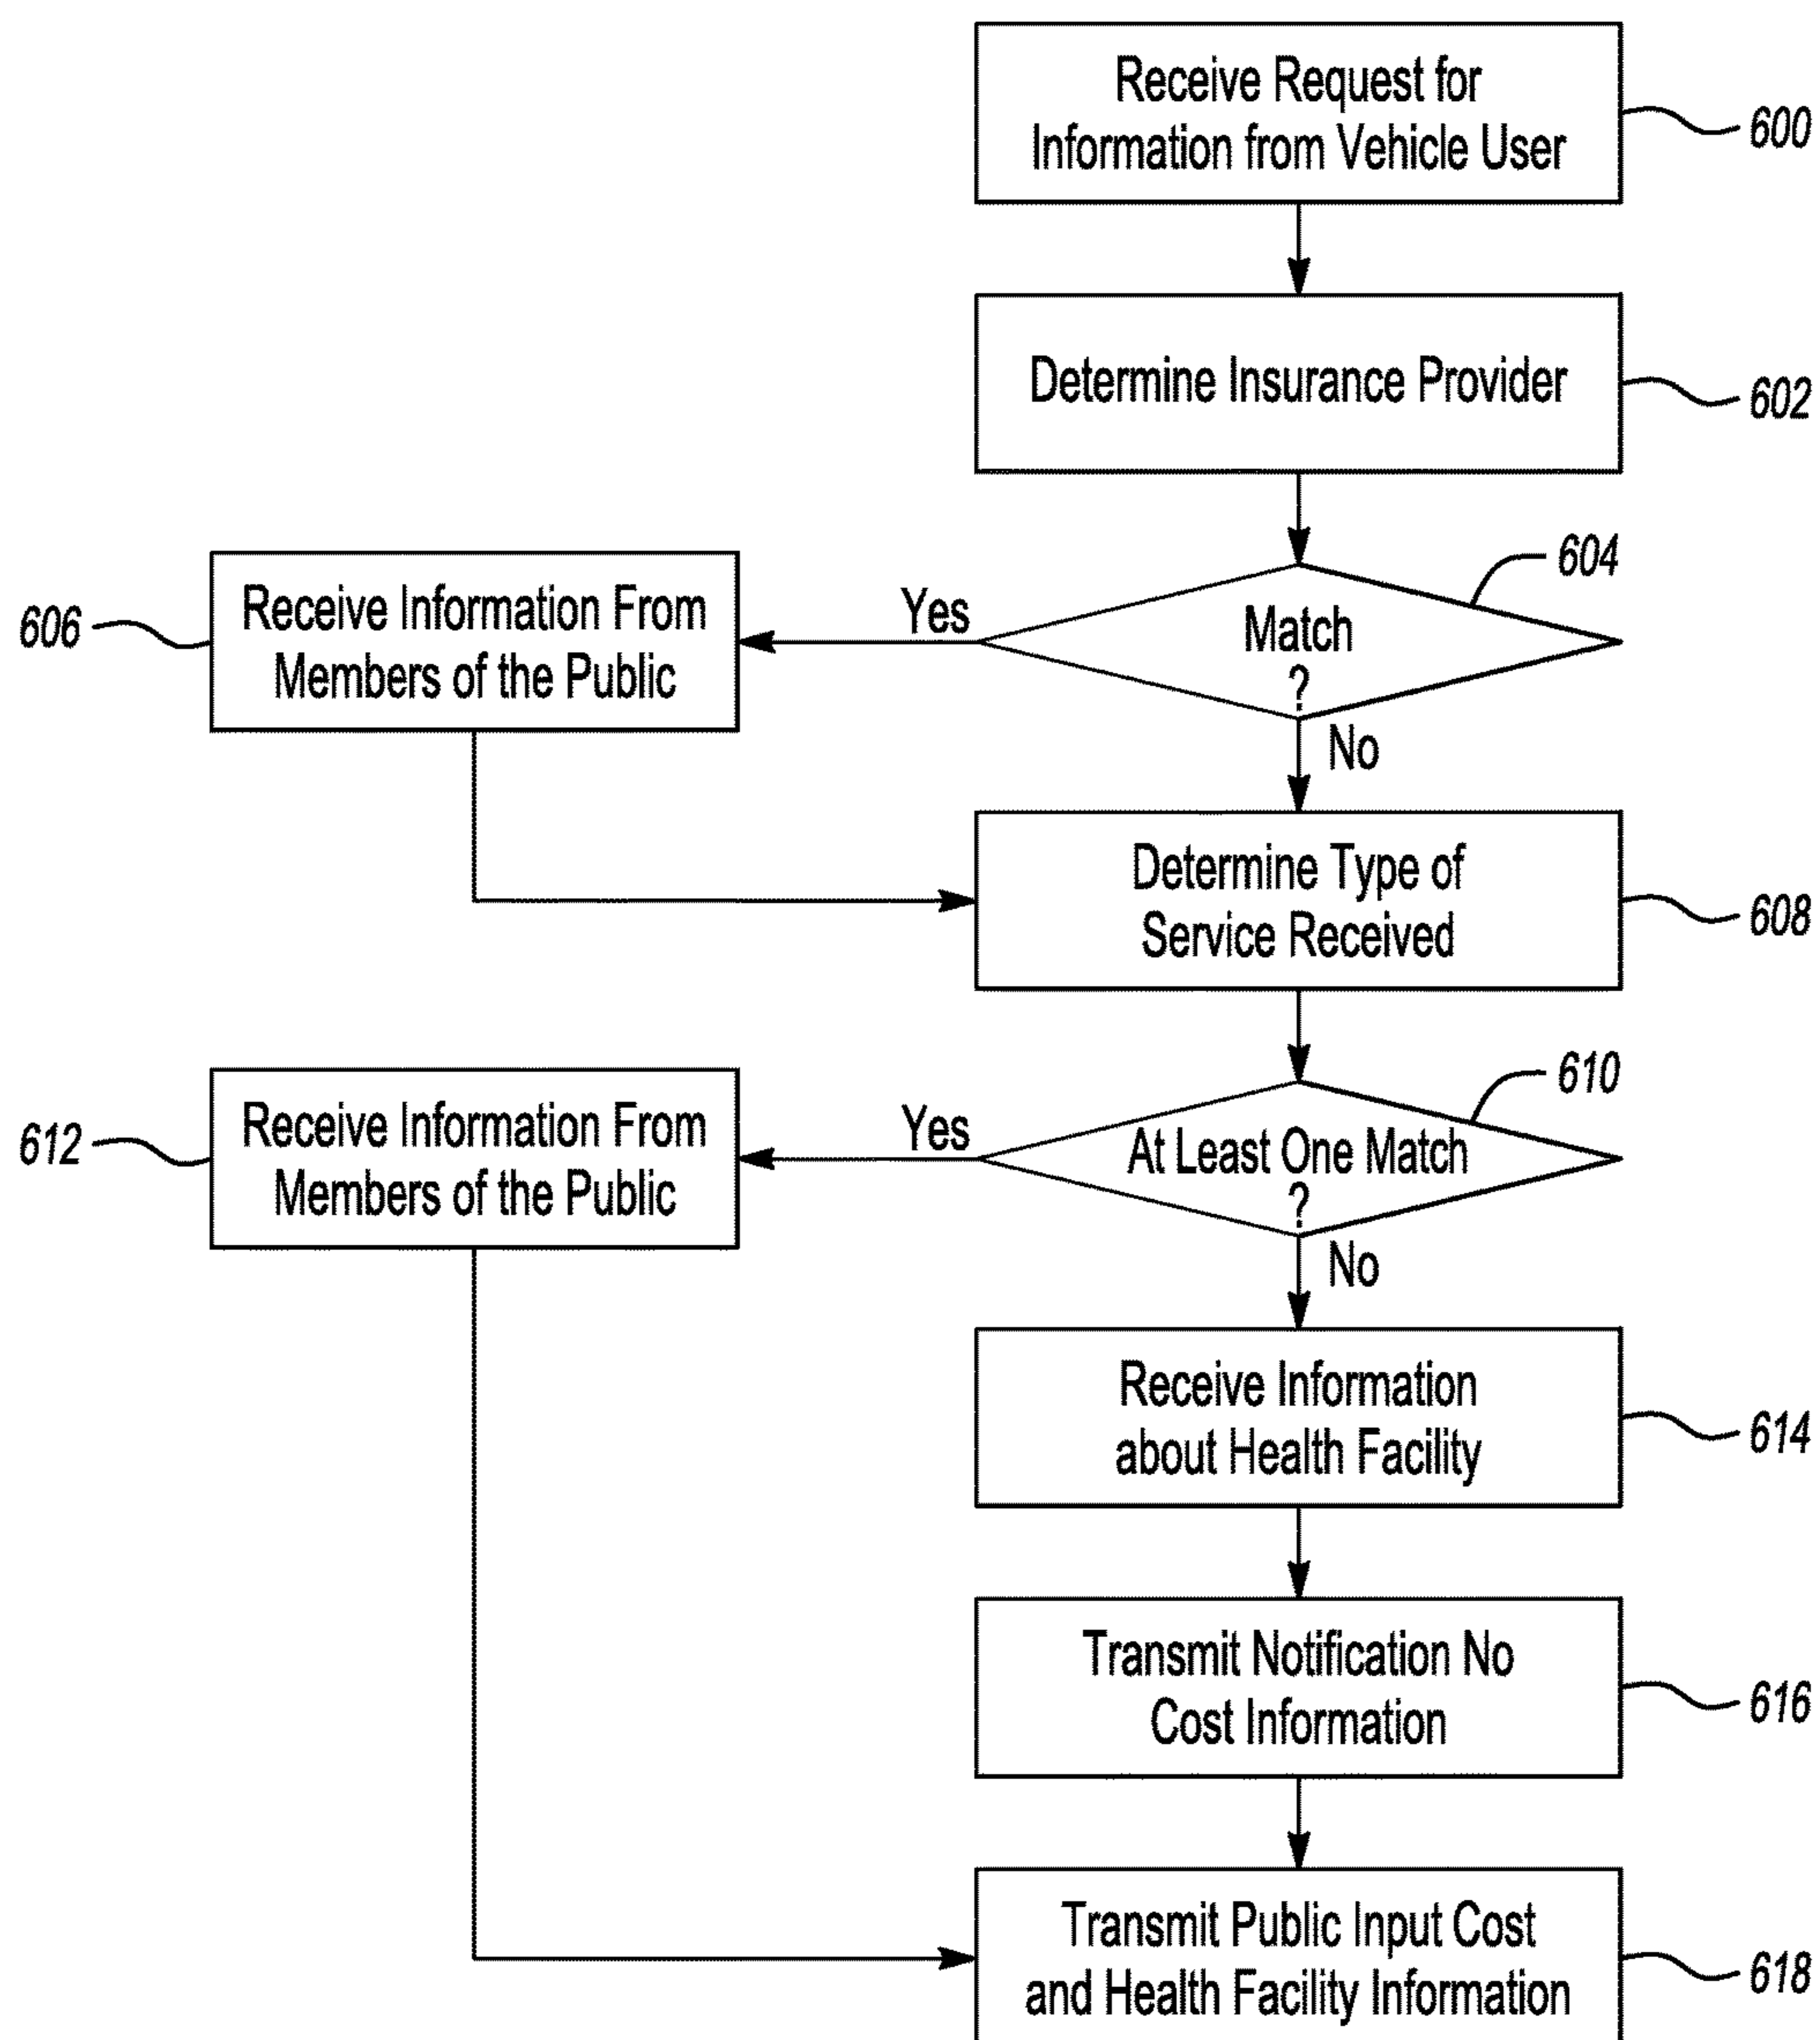 Receive Request for
Information from Vehicle User
600
Determine Insurance Provider
602
604
Match
?
Yes
No
606
Receive Information From
Members of the Public
Determine Type of
Service Received
608
610
At Least One Match
?
Yes
No
612
Receive Information From
Members of the Public
Receive Information
about Health Facility
614
Transmit Notification No
Cost Information
616
Transmit Public Input Cost
and Health Facility Information
618